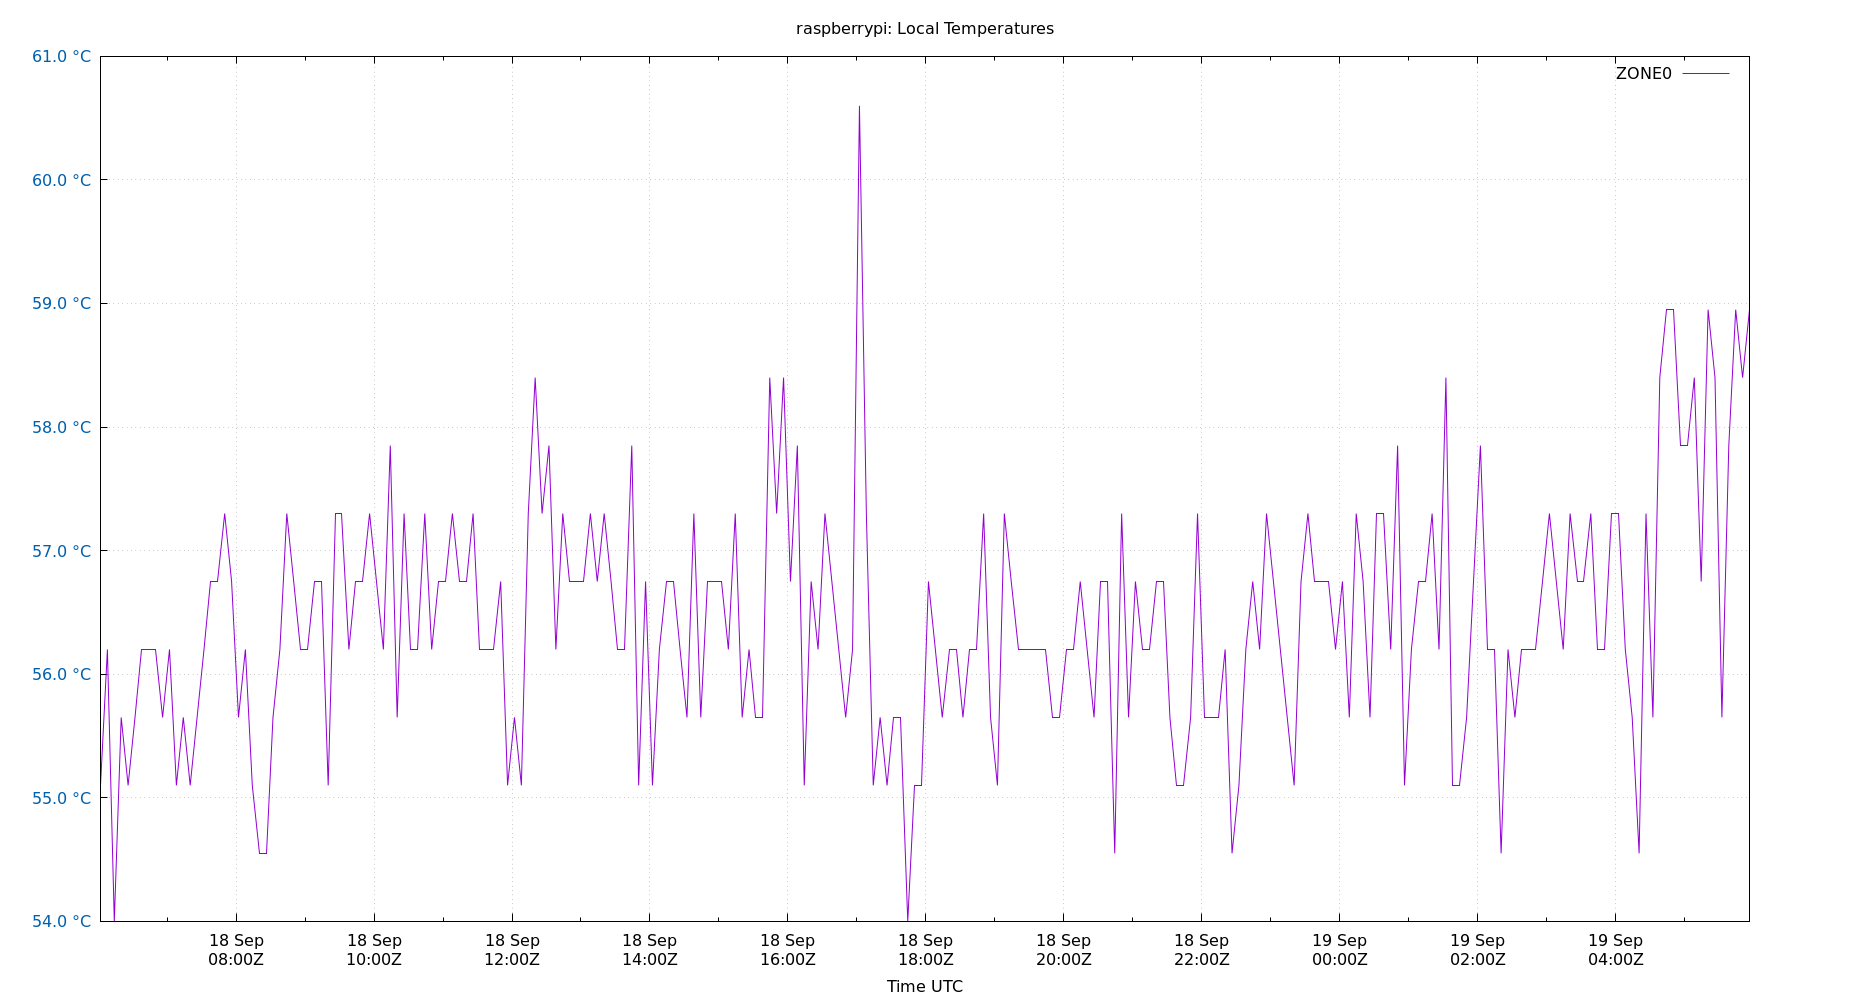 raspberrypi: Local Temperatures
61.0 °C
ZONE0
60.0 °C
59.0 °C
58.0 °C
57.0 °C
56.0 °C
55.0 °C
54.0 °C
18 Sep 18 Sep 18 Sep 18 Sep 18 Sep 18 Sep 18 Sep 18 Sep 19 Sep 19 Sep 19 Sep
08:00Z 10:00Z 12:00Z 14:00Z 16:00Z 18:00Z 20:00Z 22:00Z 00:00Z 02:00Z 04:00Z
Time UTC